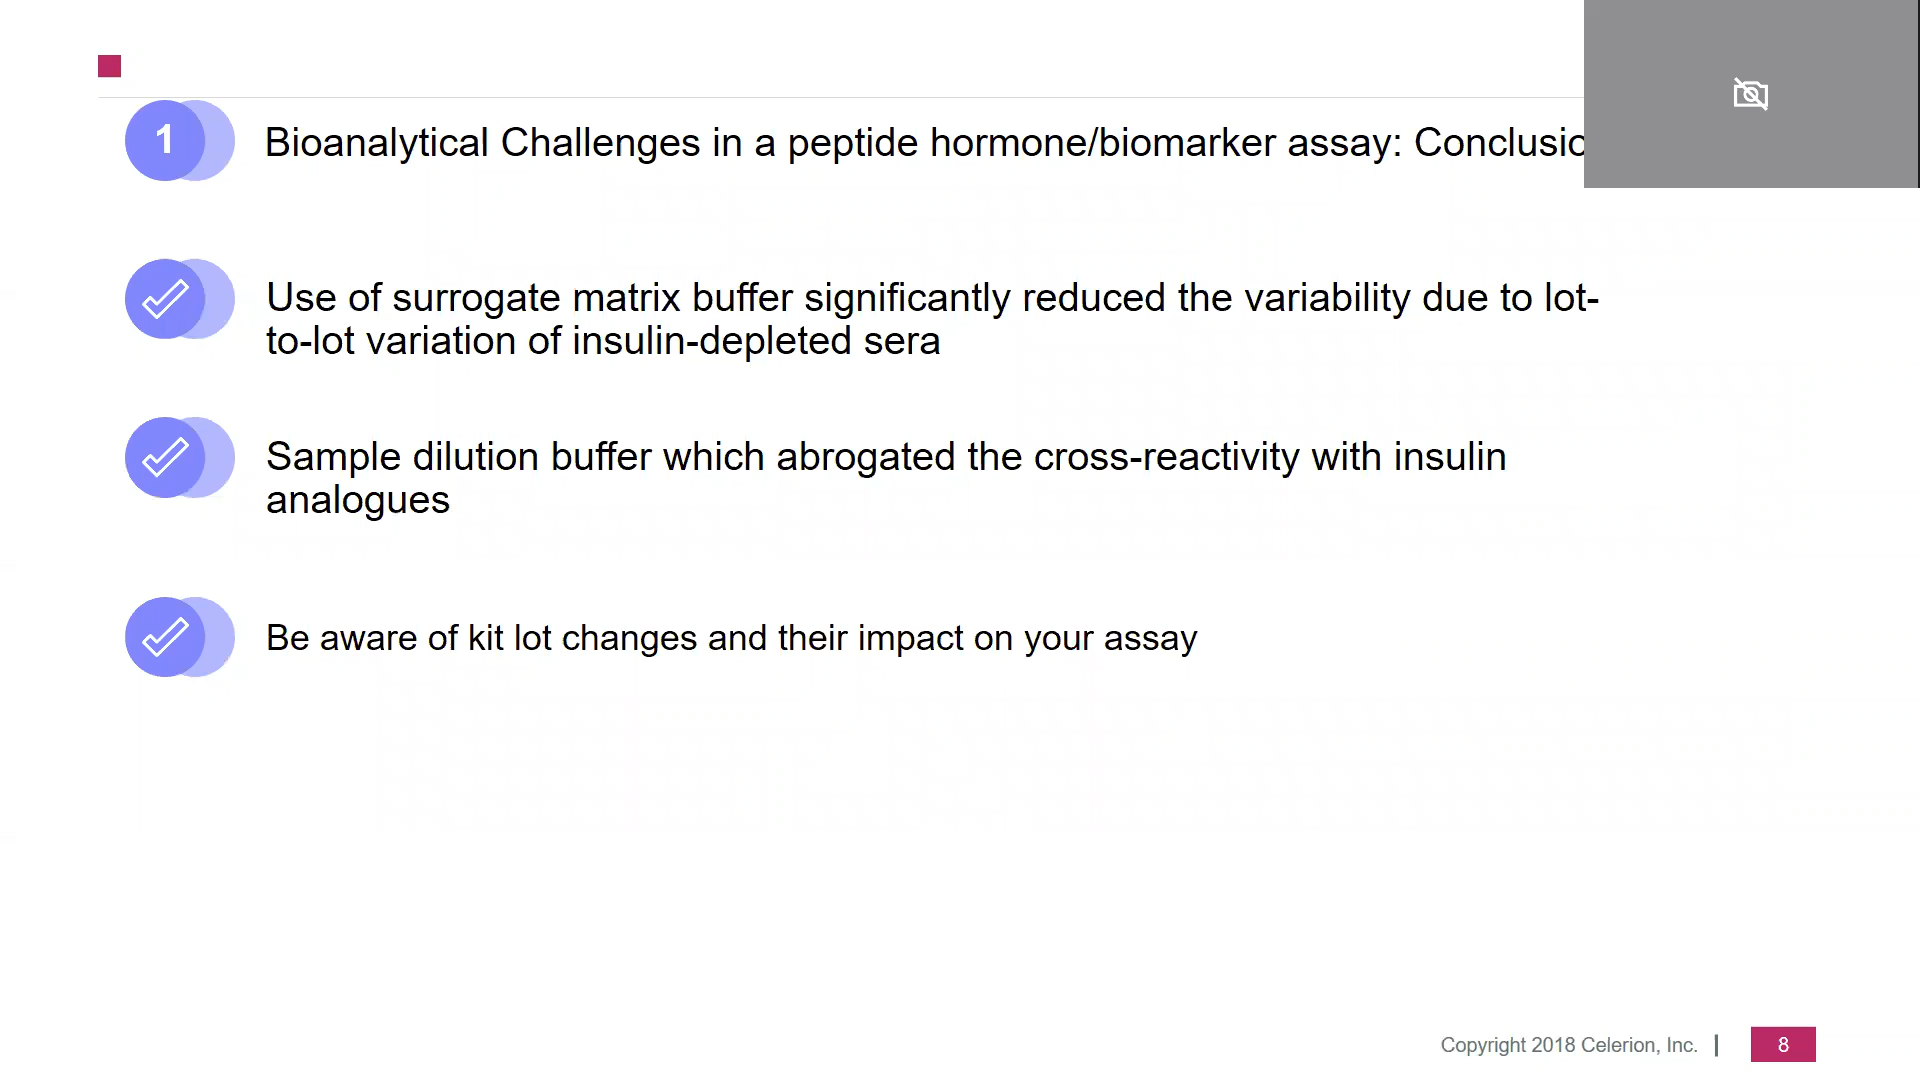 1
Bioanalytical Challenges in a peptide hormone/biomarker assay:
Use of surrogate matrix buffer significantly reduced the variability due to lot-
to-lot variation of insulin-depleted sera
Sample dilution buffer which abrogated the cross-reactivity with insulin
analogues
Be aware of kit lot changes and their impact on your assay
Copyright 2018 Celerion, Inc. |
8